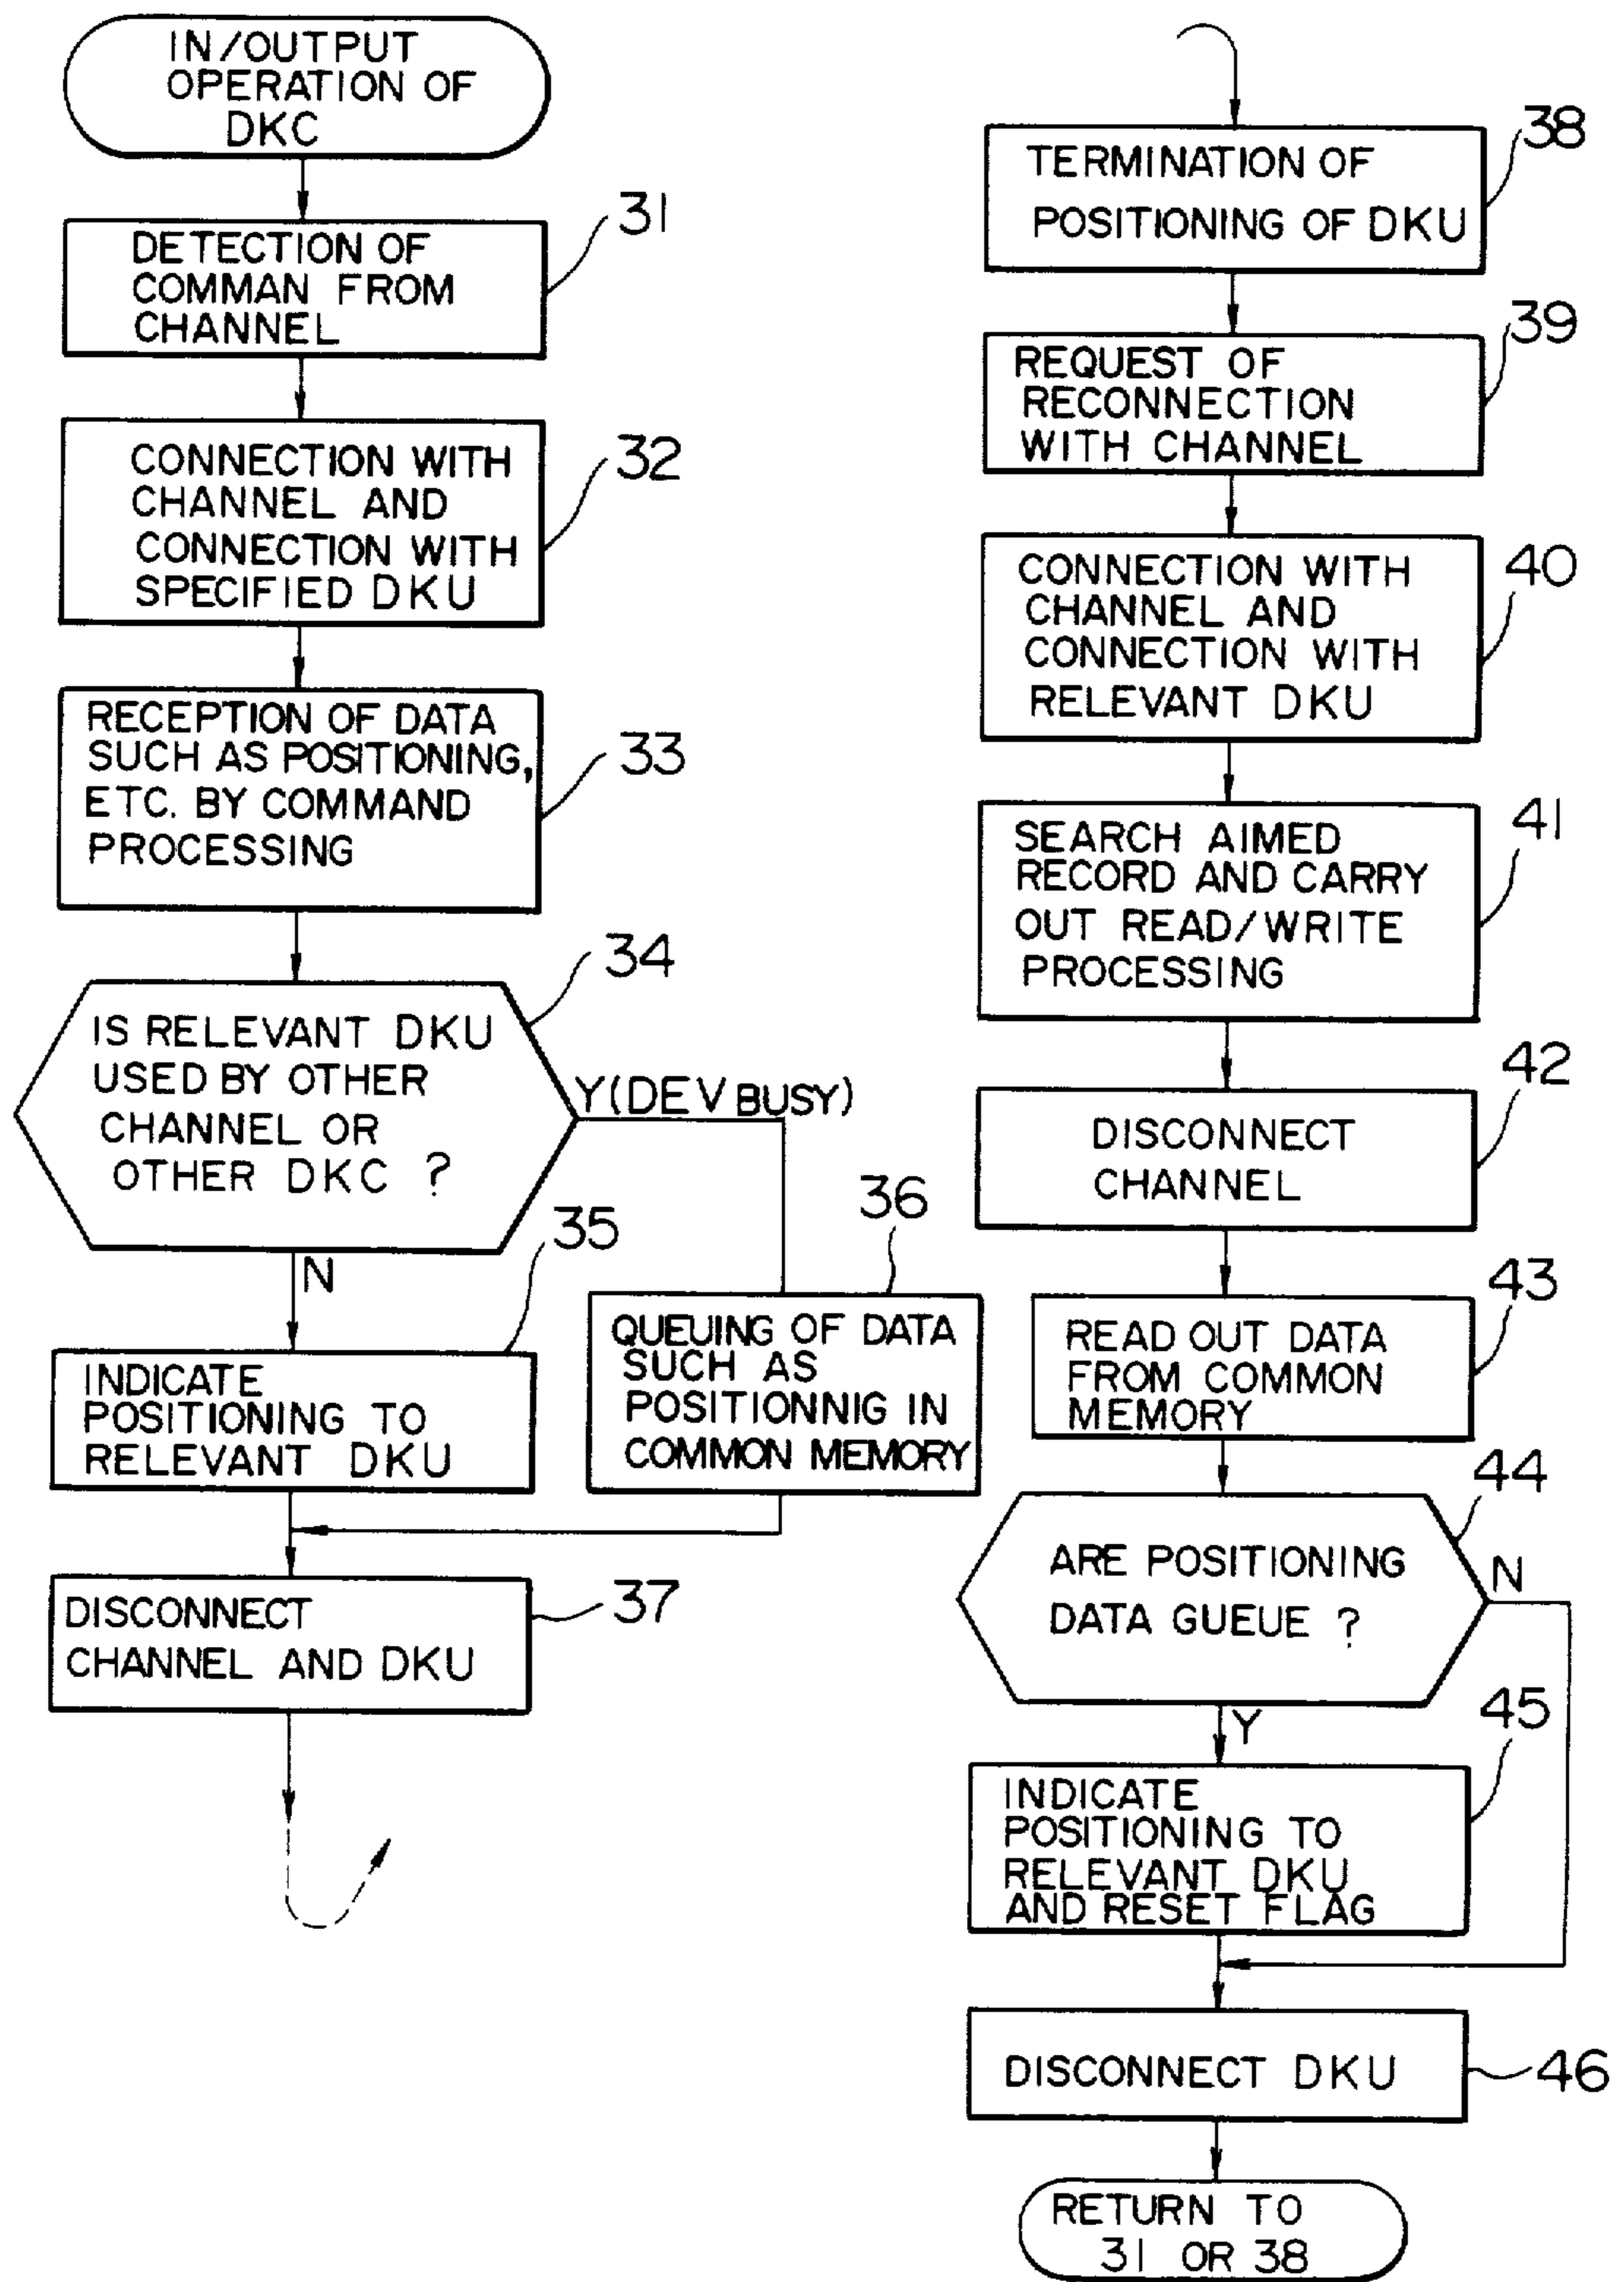 IN/OUTPUT
OPERATION OF
DKC
31
DETECTION OF
COMMAN FROM
CHANNEL
32
CONNECTION WITH
CHANNEL AND
CONNECTION WITH
SPECIFIED DKU
33
RECEPTION OF DATA
SUCH AS POSITIONING,
ETC. BY COMMAND
PROCESSING
34
IS RELEVANT DKU
USED BY OTHER
CHANNEL OR
OTHER DKC ?
Y(DEV BUSY)
N
35
INDICATE
POSITIONING TO
RELEVANT DKU
36
QUEUING OF DATA
SUCH AS
POSITIONNIG IN
COMMON MEMORY
37
DISCONNECT
CHANNEL AND DKU
38
TERMINATION OF
POSITIONING OF DKU
39
REQUEST OF
RECONNECTION
WITH CHANNEL
40
CONNECTION WITH
CHANNEL AND
CONNECTION WITH
RELEVANT DKU
41
SEARCH AIMED
RECORD AND CARRY
OUT READ/WRITE
PROCESSING
42
DISCONNECT
CHANNEL
43
READ OUT DATA
FROM COMMON
MEMORY
44
ARE POSITIONING
DATA GUEUE ?
N
Y
45
INDICATE
POSITIONING TO
RELEVANT DKU
AND RESET FLAG
46
DISCONNECT DKU
RETURN TO
31 OR 38